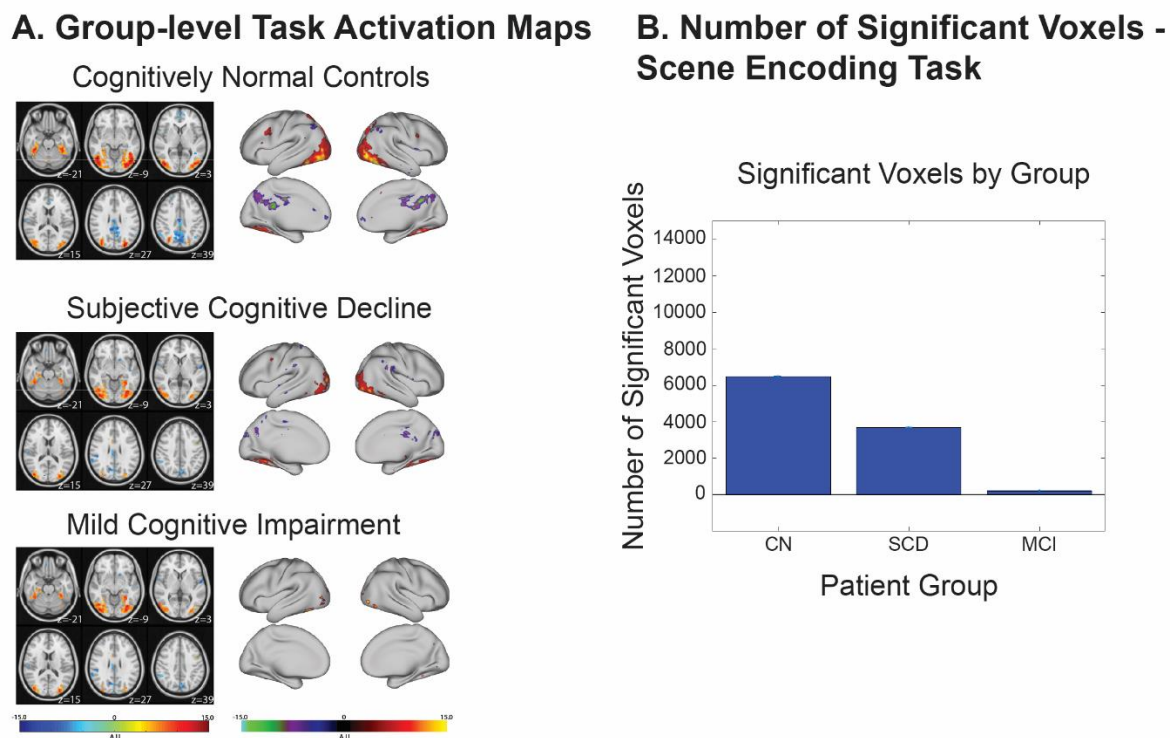 A. Group-level Task Activation Maps
Cognitively Normal Controls
z=-21
z=-9
z=3
z=15
z=27
z=39
Subjective Cognitive Decline
z=-21
z=-9
z=3
z=15
z=27
z=39
Mild Cognitive Impairment
z=-21
z=-9
z=3
z=15
z=27
z=39
-15.0 0 15.0
-15.0 0 15.0
B. Number of Significant Voxels -
Scene Encoding Task
Significant Voxels by Group
Number of Significant Voxels
14000
12000
10000
8000
6000
4000
2000
0
CN SCD MCI
Patient Group